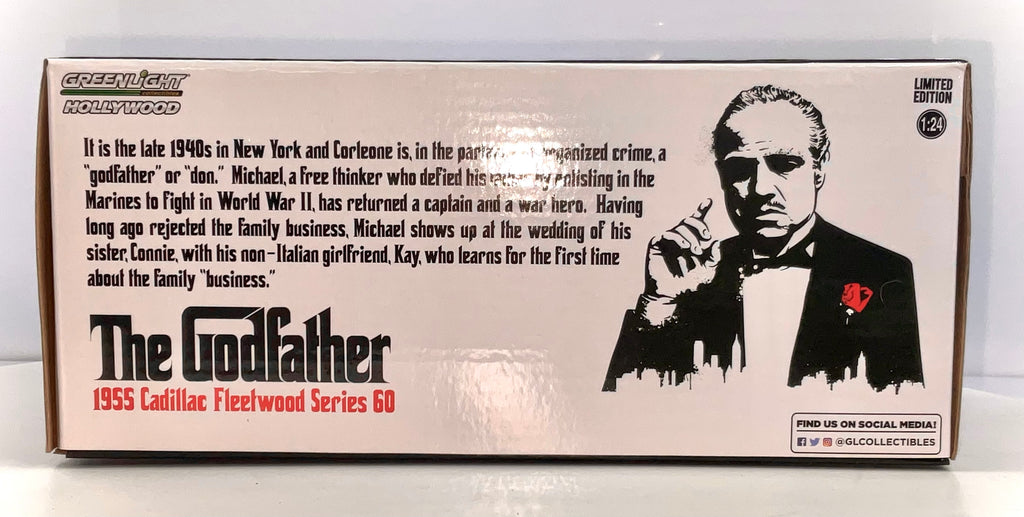 GREENLIGHT
collectibles
HOLLYWOOD
LIMITED
EDITION
1:24
It is the late 1940s in New York and Corleone is, in the organized crime, a
"godfather" or "don." Michael, a free thinker who defied his by enlisting in the
Marines to fight in World War II, has returned a captain and a war hero. Having
long ago rejected the family business, Michael shows up at the wedding of his
sister, Connie, with his non-Italian girlfriend, Kay, who learns for the first time
about the family "business."
The Godfather
1955 Cadillac Fleetwood Series 60
FIND US ON SOCIAL MEDIA!
@GLCOLLECTIBLES